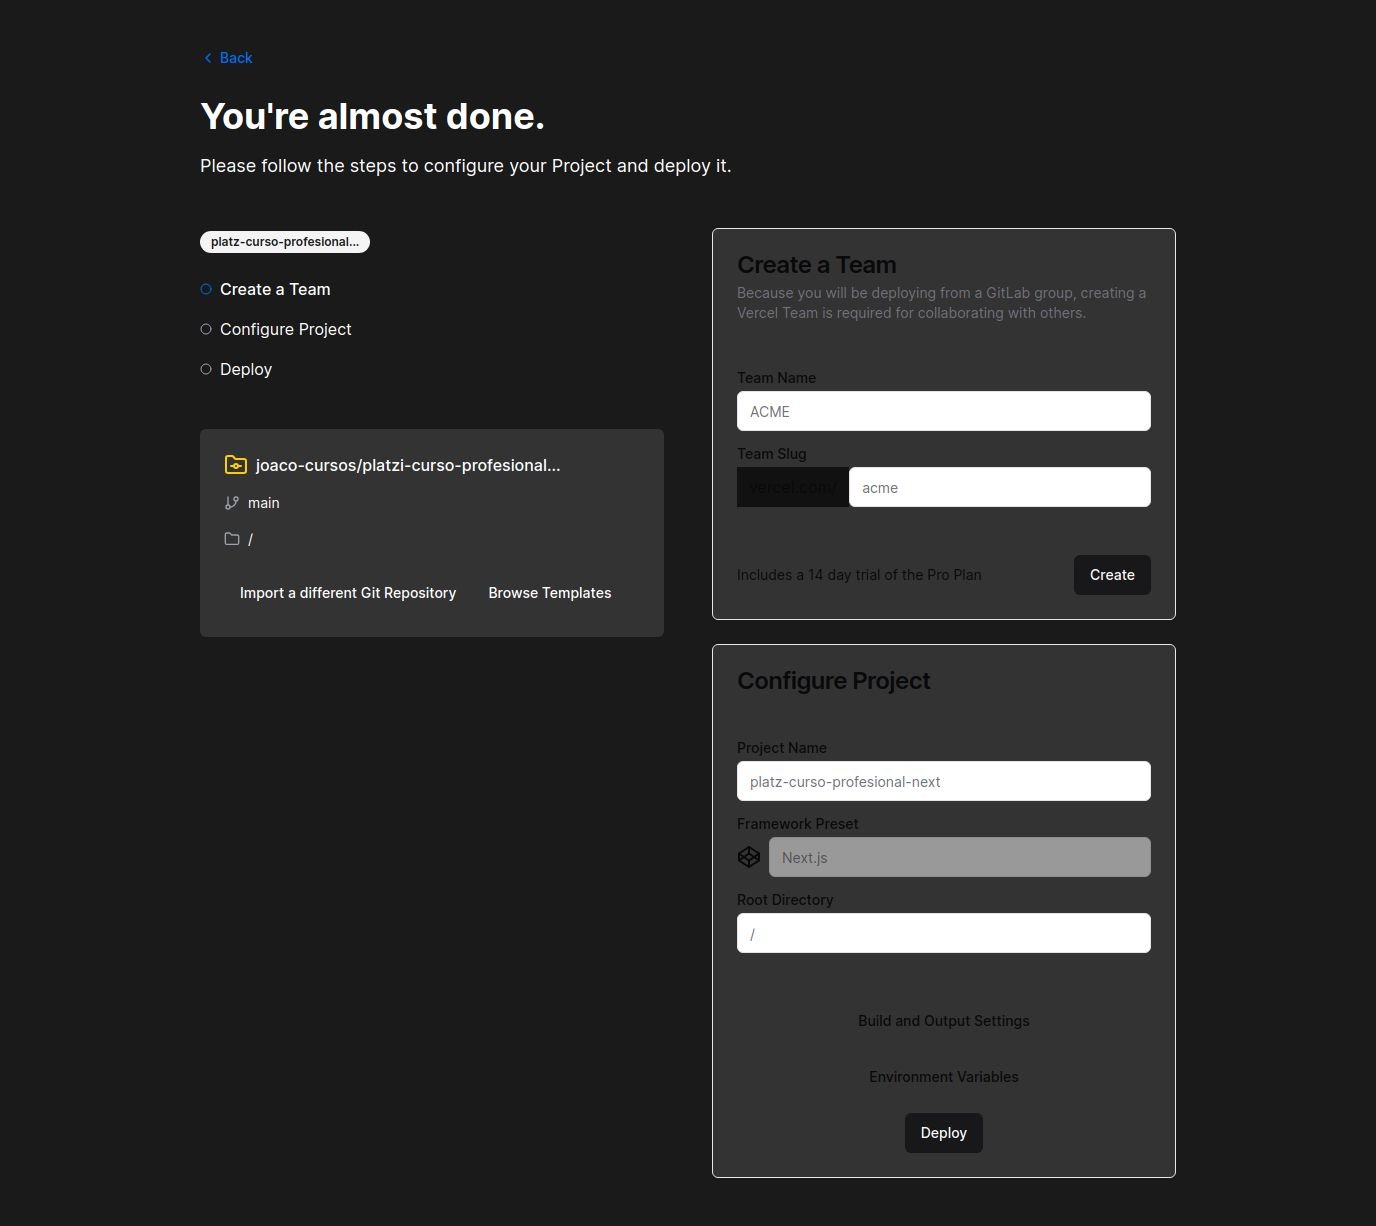 Back
You're almost done.
Please follow the steps to configure your Project and deploy it.
platz-curso-profesional...
Create a Team
Configure Project
Deploy
joaco-cursos/platzi-curso-profesional...
main
/
Import a different Git Repository
Browse Templates
Create a Team
Because you will be deploying from a GitLab group, creating a
Vercel Team is required for collaborating with others.
Team Name
ACME
Team Slug
vercel.com/
acme
Includes a 14 day trial of the Pro Plan
Create
Configure Project
Project Name
platz-curso-profesional-next
Framework Preset
Next.js
Root Directory
/
Build and Output Settings
Environment Variables
Deploy